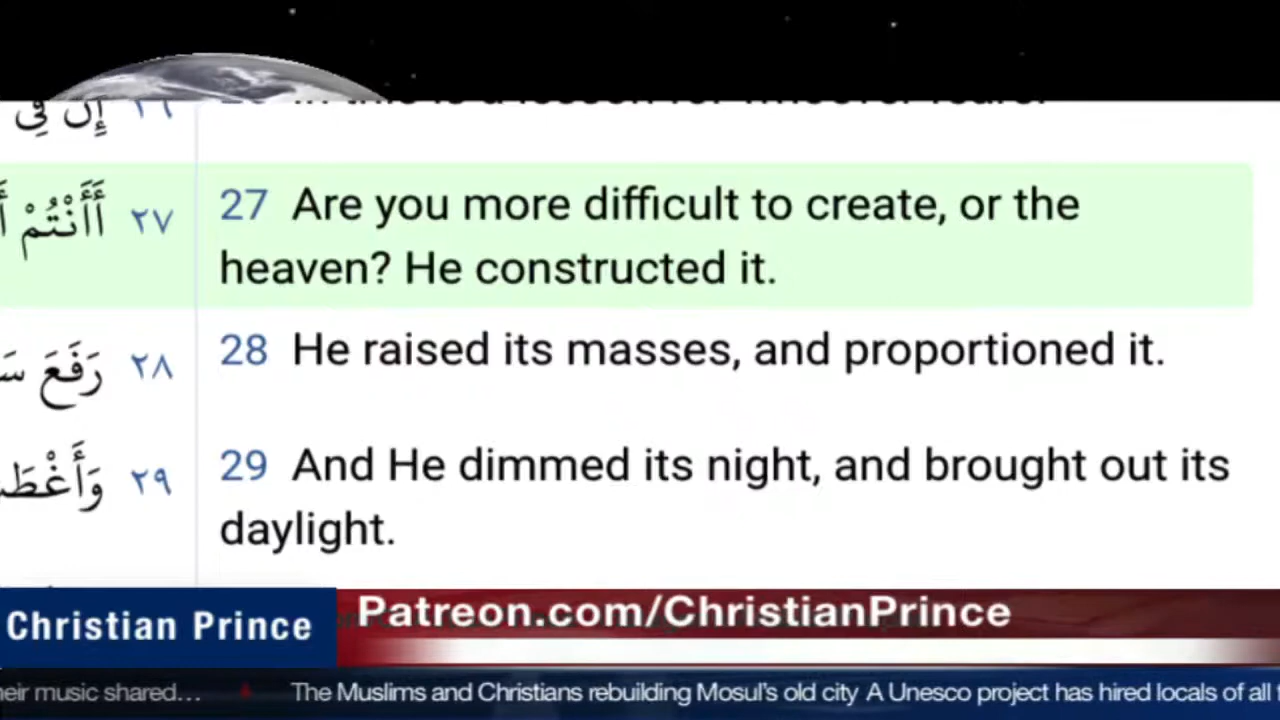 إِنَّ فِي ٢٦
27 Are you more difficult to create, or the
heaven? He constructed it.
أَأَنْتُمْ أَ ٢٧
28 He raised its masses, and proportioned it.
رَفَعَ سَ ٢٨
29 And He dimmed its night, and brought out its
daylight.
وَأَغْطَ ٢٩
Christian Prince
Patreon.com/ChristianPrince
heir music shared... The Muslims and Christians rebuilding Mosul's old city A Unesco project has hired locals of all